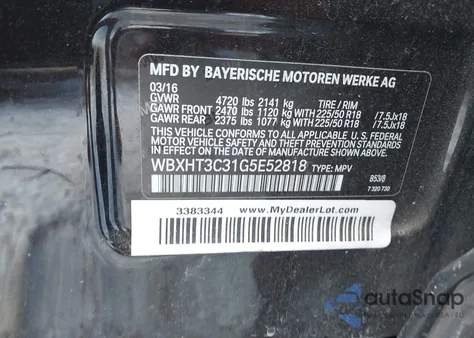 MFD BY BAYERISCHE MOTOREN WERKE AG
03/16
GVWR 4720 lbs 2141 kg TIRE / RIM
GAWR FRONT 2470 lbs 1120 kg 225/50 R18 /7.5Jx18
GAWR REAR 2375 lbs 1077 kg 225/50 R18 /7.5Jx18
THIS VEHICLE CONFORMS TO ALL APPLICABLE U. S. FEDERAL
MOTOR VEHICLE SAFETY AND THEFT PREVENTION STANDARDS
IN EFFECT ON THE DATE OF MANUFACTURE SHOWN ABOVE.
WBXHT3C31G5E52818 TYPE: MPV
B53/8
7 320 730
3383344 www.MyDealerLot.com
autoSnap